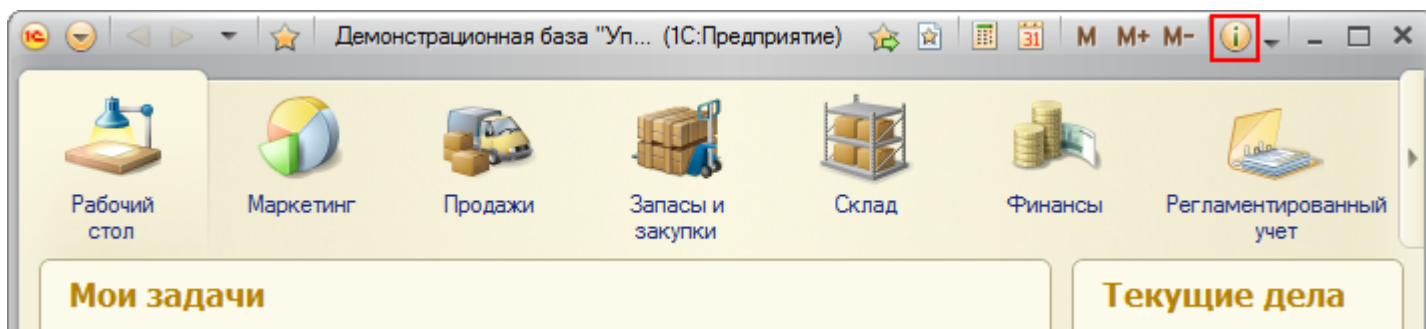 1С Демонстрационная база "Уп... (1С:Предприятие) 31 M M+ M- i
Рабочий
стол
Маркетинг
Продажи
Запасы и
закупки
Склад
Финансы
Регламентированный
учет
Мои задачи
Текущие дела